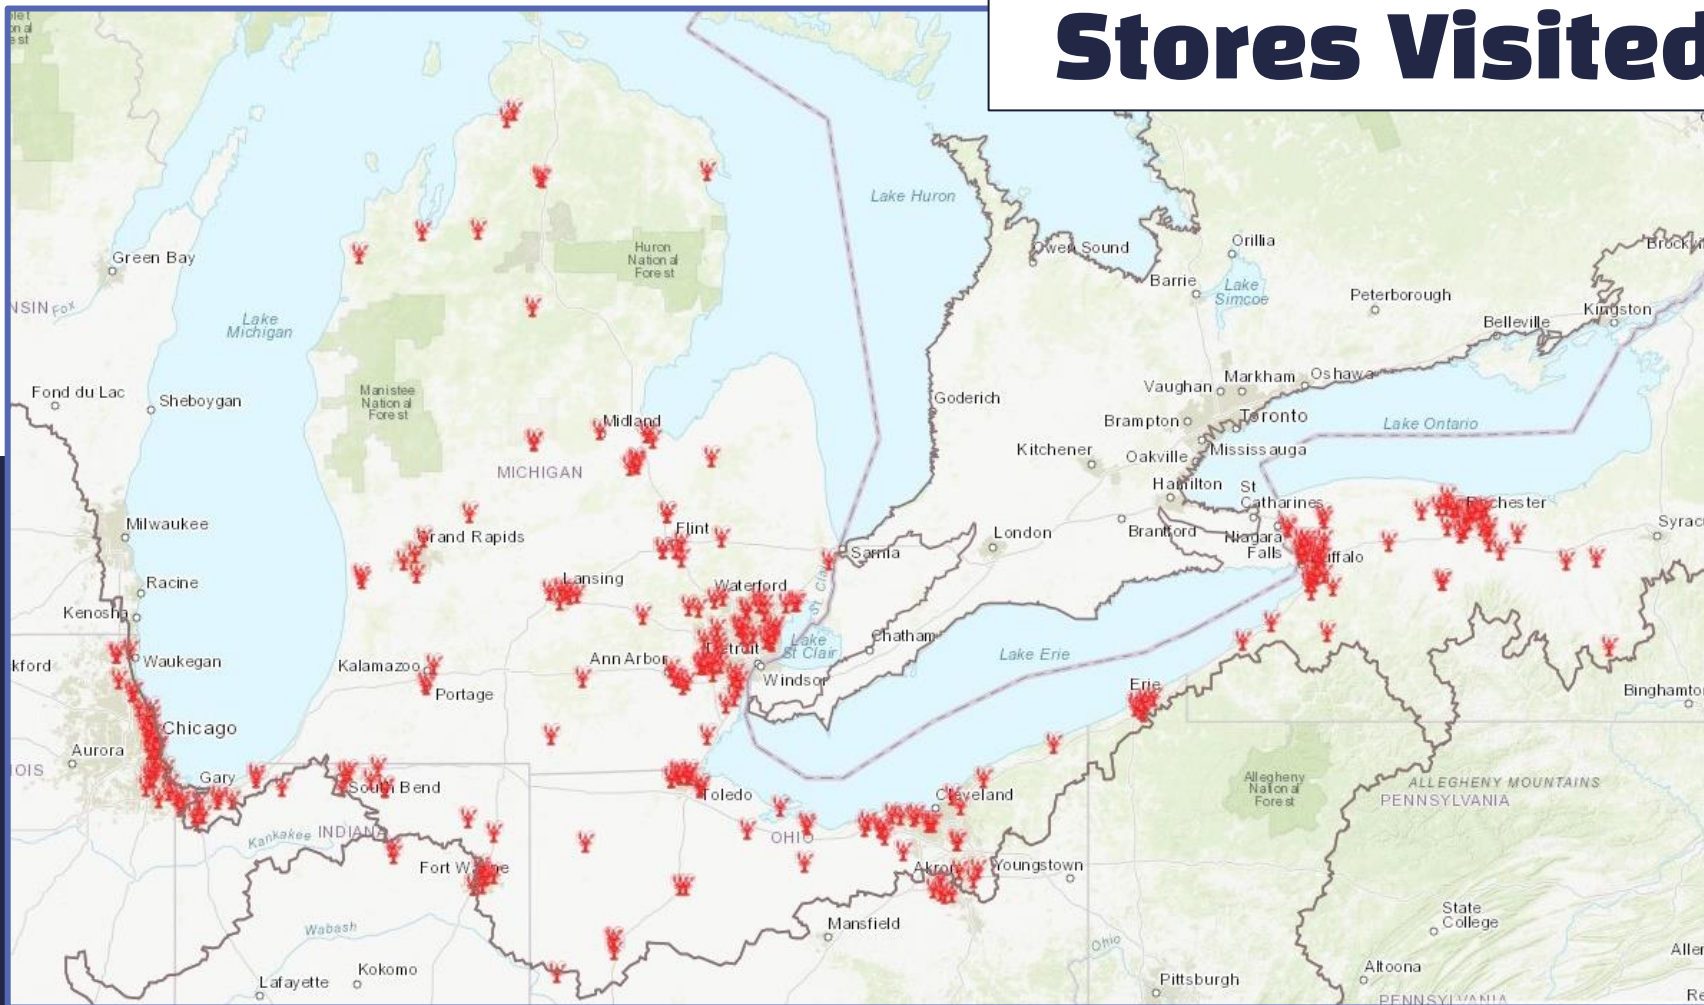 Stores Visited
Lake Huron
Huron
National
Forest
Green Bay
NSIN
Fox
Lake
Michigan
Owen Sound
Orillia
Barrie
Lake
Simcoe
Peterborough
Belleville
Kingston
Fond du Lac
Sheboygan
Manistee
National
Forest
Midland
MICHIGAN
Goderich
Vaughan
Markham
Oshawa
Brampton
Toronto
Lake Ontario
Kitchener
Oakville
Mississauga
Hamilton
St
Catharines
Milwaukee
Grand Rapids
Flint
Sarnia
London
Brantford
Niagara
Falls
Racine
Lansing
Waterford
Kenosha
Waukegan
kford
Kalamazoo
Portage
Ann Arbor
Detroit
Lake
St Clair
Windsor
Chatham
Lake Erie
Erie
Chicago
Aurora
OIS
Gary
South Bend
Toledo
Cleveland
Kankakee
INDIANA
OHIO
Fort Wayne
Akron
Youngstown
Allegheny
National
Forest
ALLEGHENY MOUNTAINS
PENNSYLVANIA
Wabash
Mansfield
Ohio
State
College
Lafayette
Kokomo
Pittsburgh
Altoona
PENNSYLVANIA